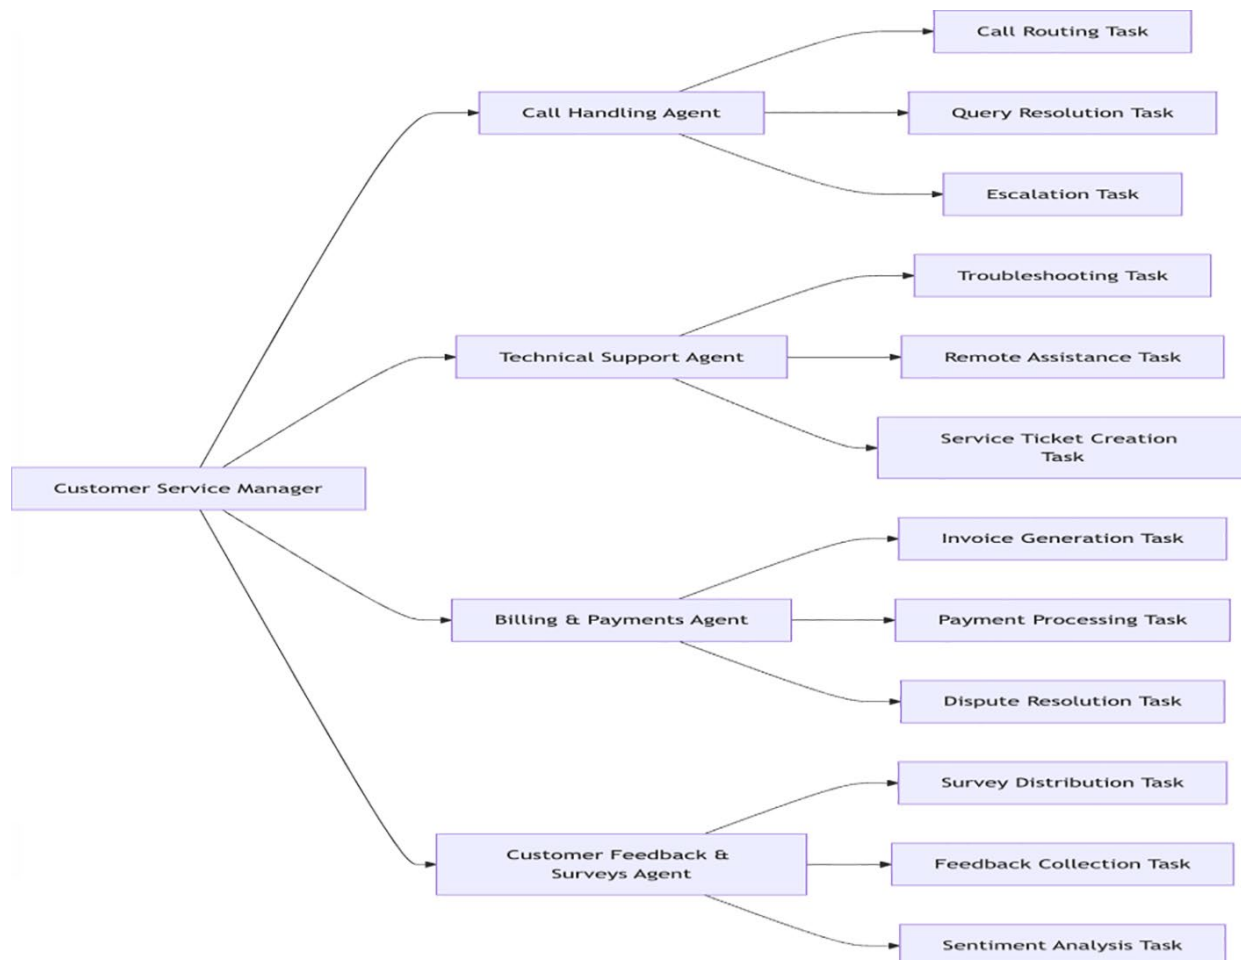 Call Routing Task
Call Handling Agent
Query Resolution Task
Escalation Task
Troubleshooting Task
Technical Support Agent
Remote Assistance Task
Service Ticket Creation
Task
Customer Service Manager
Invoice Generation Task
Billing & Payments Agent
Payment Processing Task
Dispute Resolution Task
Survey Distribution Task
Customer Feedback &
Surveys Agent
Feedback Collection Task
Sentiment Analysis Task